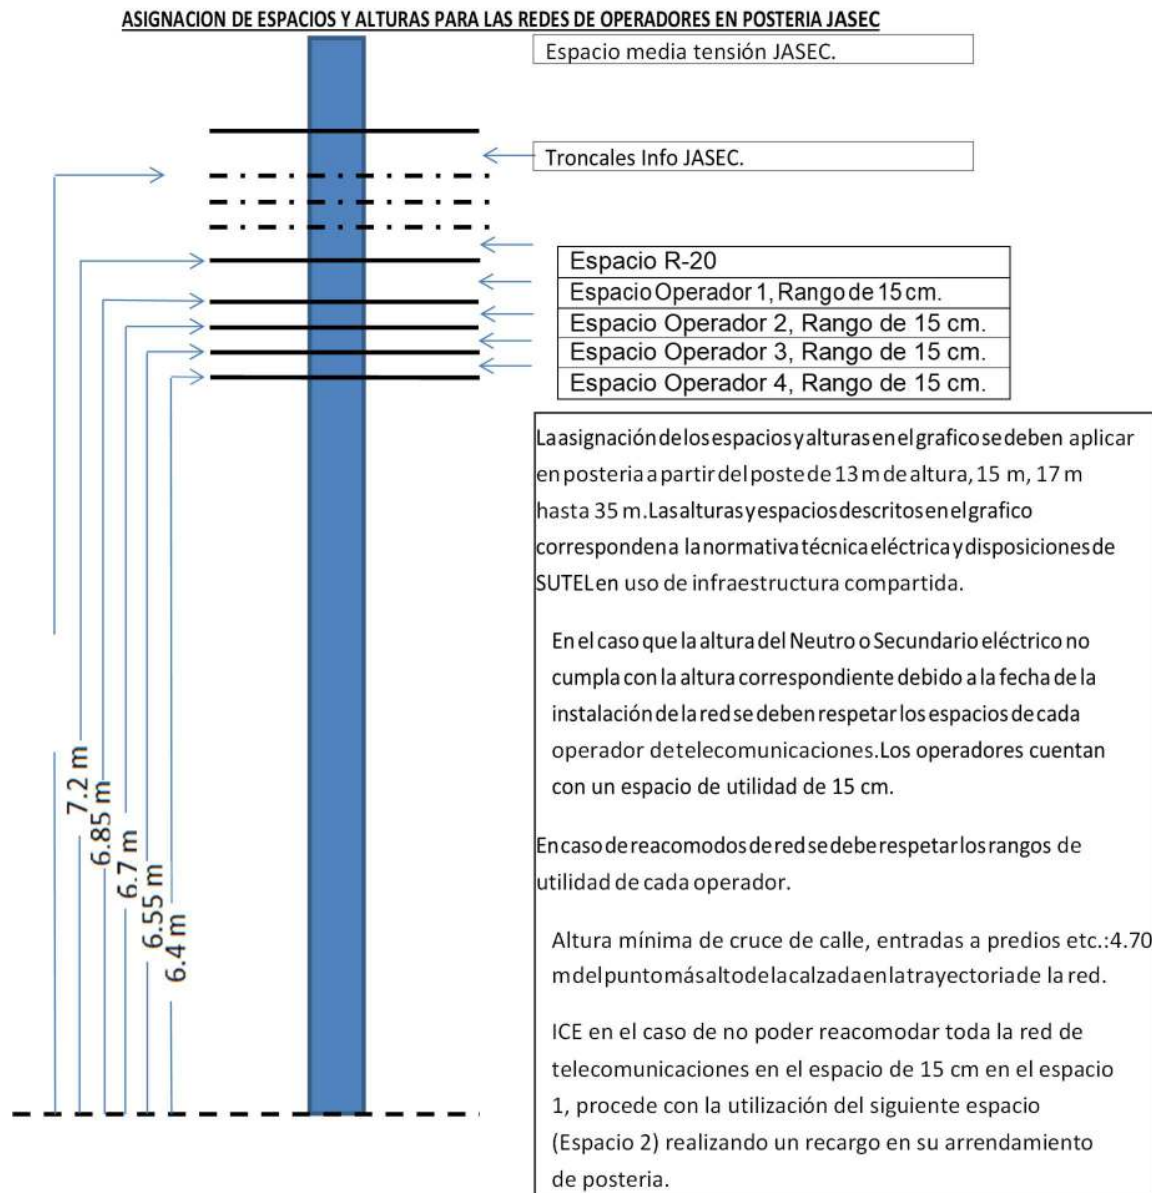 ASIGNACION DE ESPACIOS Y ALTURAS PARA LAS REDES DE OPERADORES EN POSTERIA JASEC
Espacio media tensión JASEC.
Troncales Info JASEC.
Espacio R-20
Espacio Operador 1, Rango de 15 cm.
Espacio Operador 2, Rango de 15 cm.
Espacio Operador 3, Rango de 15 cm.
Espacio Operador 4, Rango de 15 cm.
7.2 m
6.85 m
6.7 m
6.55 m
6.4 m
La asignación de los espacios y alturas en el grafico se deben aplicar
en posteria a partir del poste de 13 m de altura, 15 m, 17 m
hasta 35 m. Las alturas y espacios descritos en el grafico
corresponden a la normativa técnica eléctrica y disposiciones de
SUTEL en uso de infraestructura compartida.
En el caso que la altura del Neutro o Secundario eléctrico no
cumpla con la altura correspondiente debido a la fecha de la
instalación de la red se deben respetar los espacios de cada
operador de telecomunicaciones. Los operadores cuentan
con un espacio de utilidad de 15 cm.
En caso de reacomodos de red se debe respetar los rangos de
utilidad de cada operador.
Altura mínima de cruce de calle, entradas a predios etc.:4.70
m del punto más alto de la calzada en la trayectoria de la red.
ICE en el caso de no poder reacomodar toda la red de
telecomunicaciones en el espacio de 15 cm en el espacio
1, procede con la utilización del siguiente espacio
(Espacio 2) realizando un recargo en su arrendamiento
de posteria.